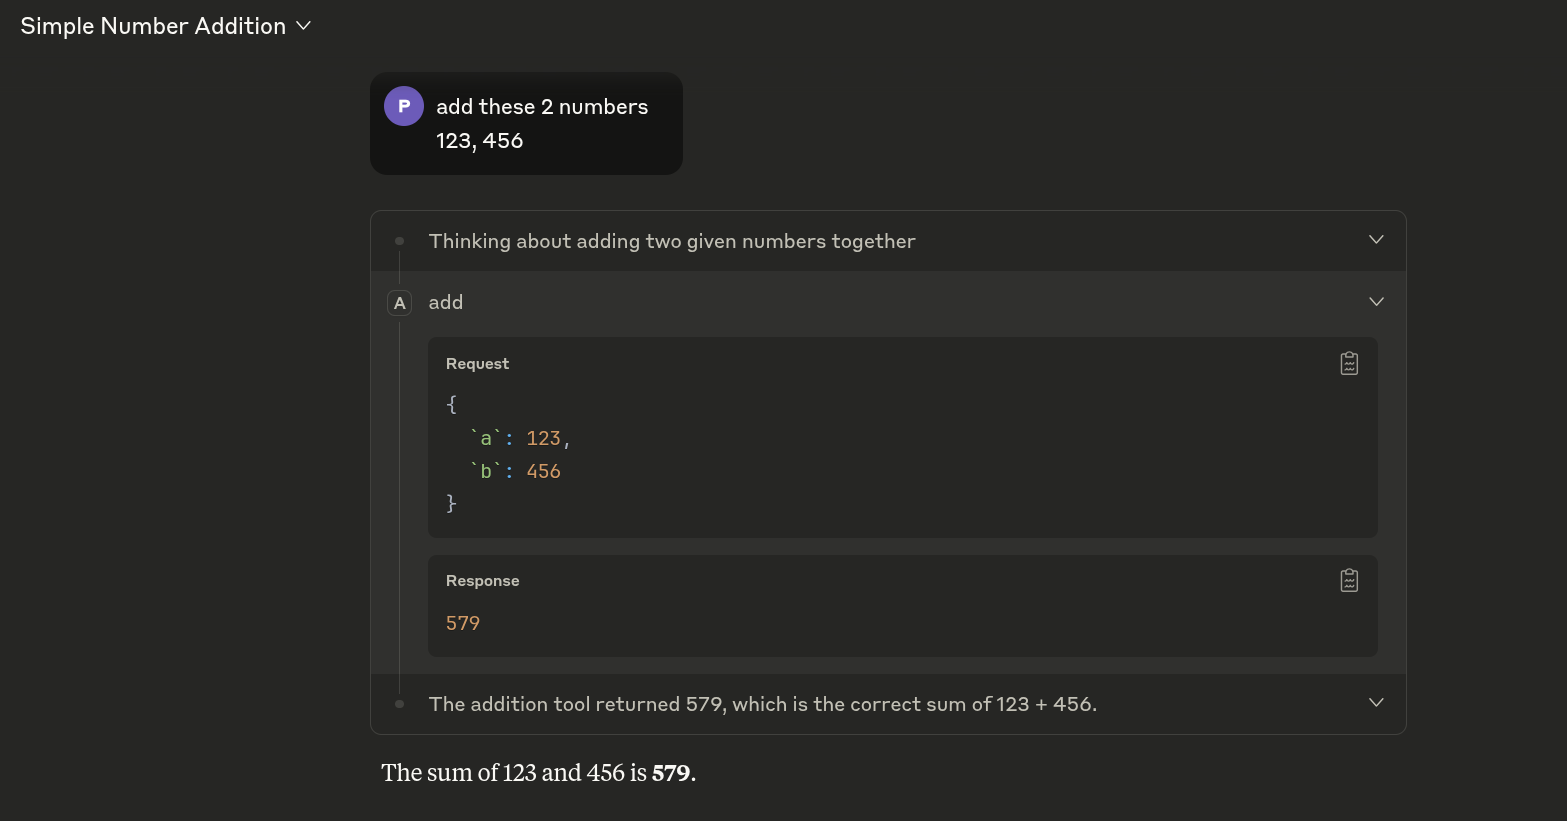 Simple Number Addition
P
add these 2 numbers
123, 456
Thinking about adding two given numbers together
A
add
Request
{
  `a`: 123,
  `b`: 456
}
Response
579
The addition tool returned 579, which is the correct sum of 123 + 456.
The sum of 123 and 456 is 579.